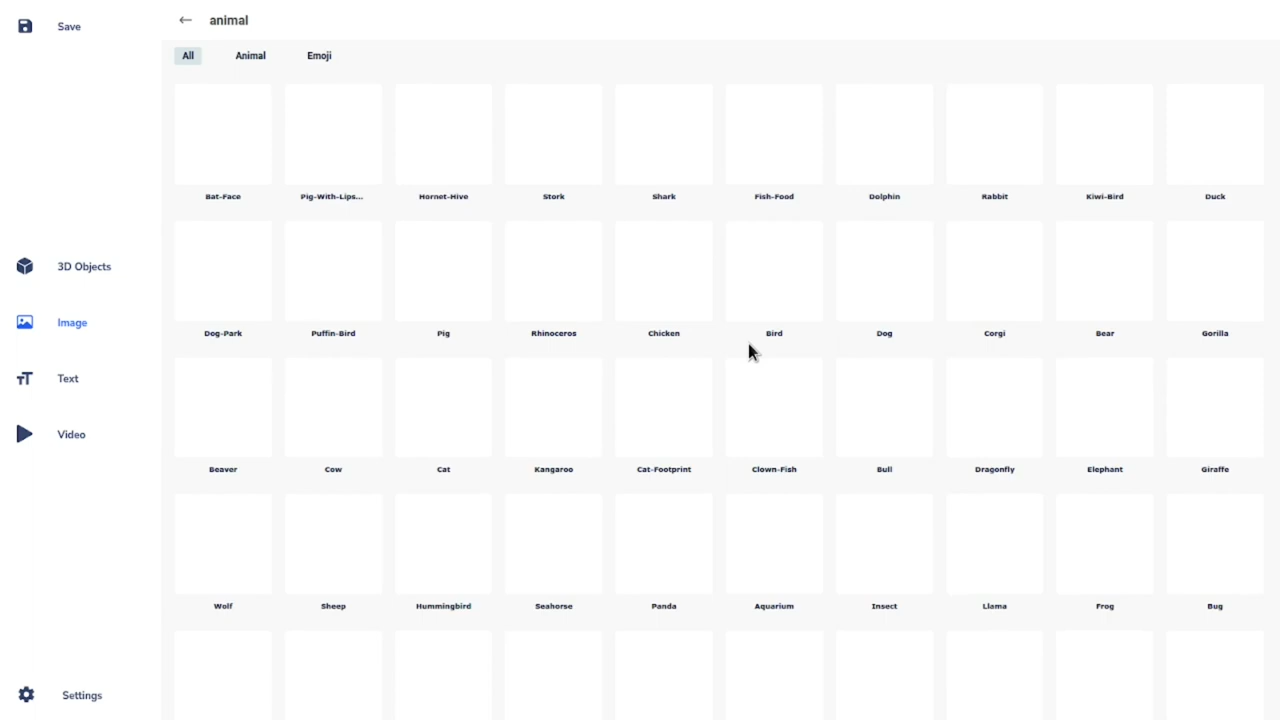 Save
animal
All Animal Emoji
Bat-Face Pig-With-Lips... Hornet-Hive Stork Shark Fish-Food Dolphin Rabbit Kiwi-Bird Duck
3D Objects
Image
Dog-Park Puffin-Bird Pig Rhinoceros Chicken Bird Dog Corgi Bear Gorilla
Text
Video
Beaver Cow Cat Kangaroo Cat-Footprint Clown-Fish Bull Dragonfly Elephant Giraffe
Wolf Sheep Hummingbird Seahorse Panda Aquarium Insect Llama Frog Bug
Settings